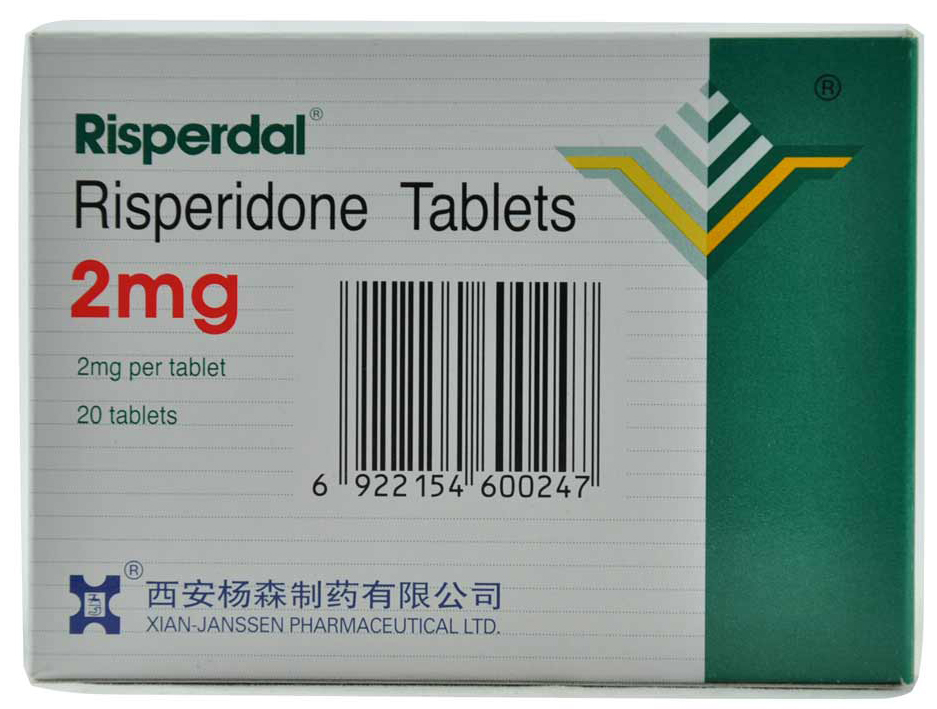 Risperdal®
®
Risperidone Tablets
2mg
2mg per tablet
20 tablets
6 922154 600247
® 西安杨森制药有限公司
XIAN-JANSSEN PHARMACEUTICAL LTD.